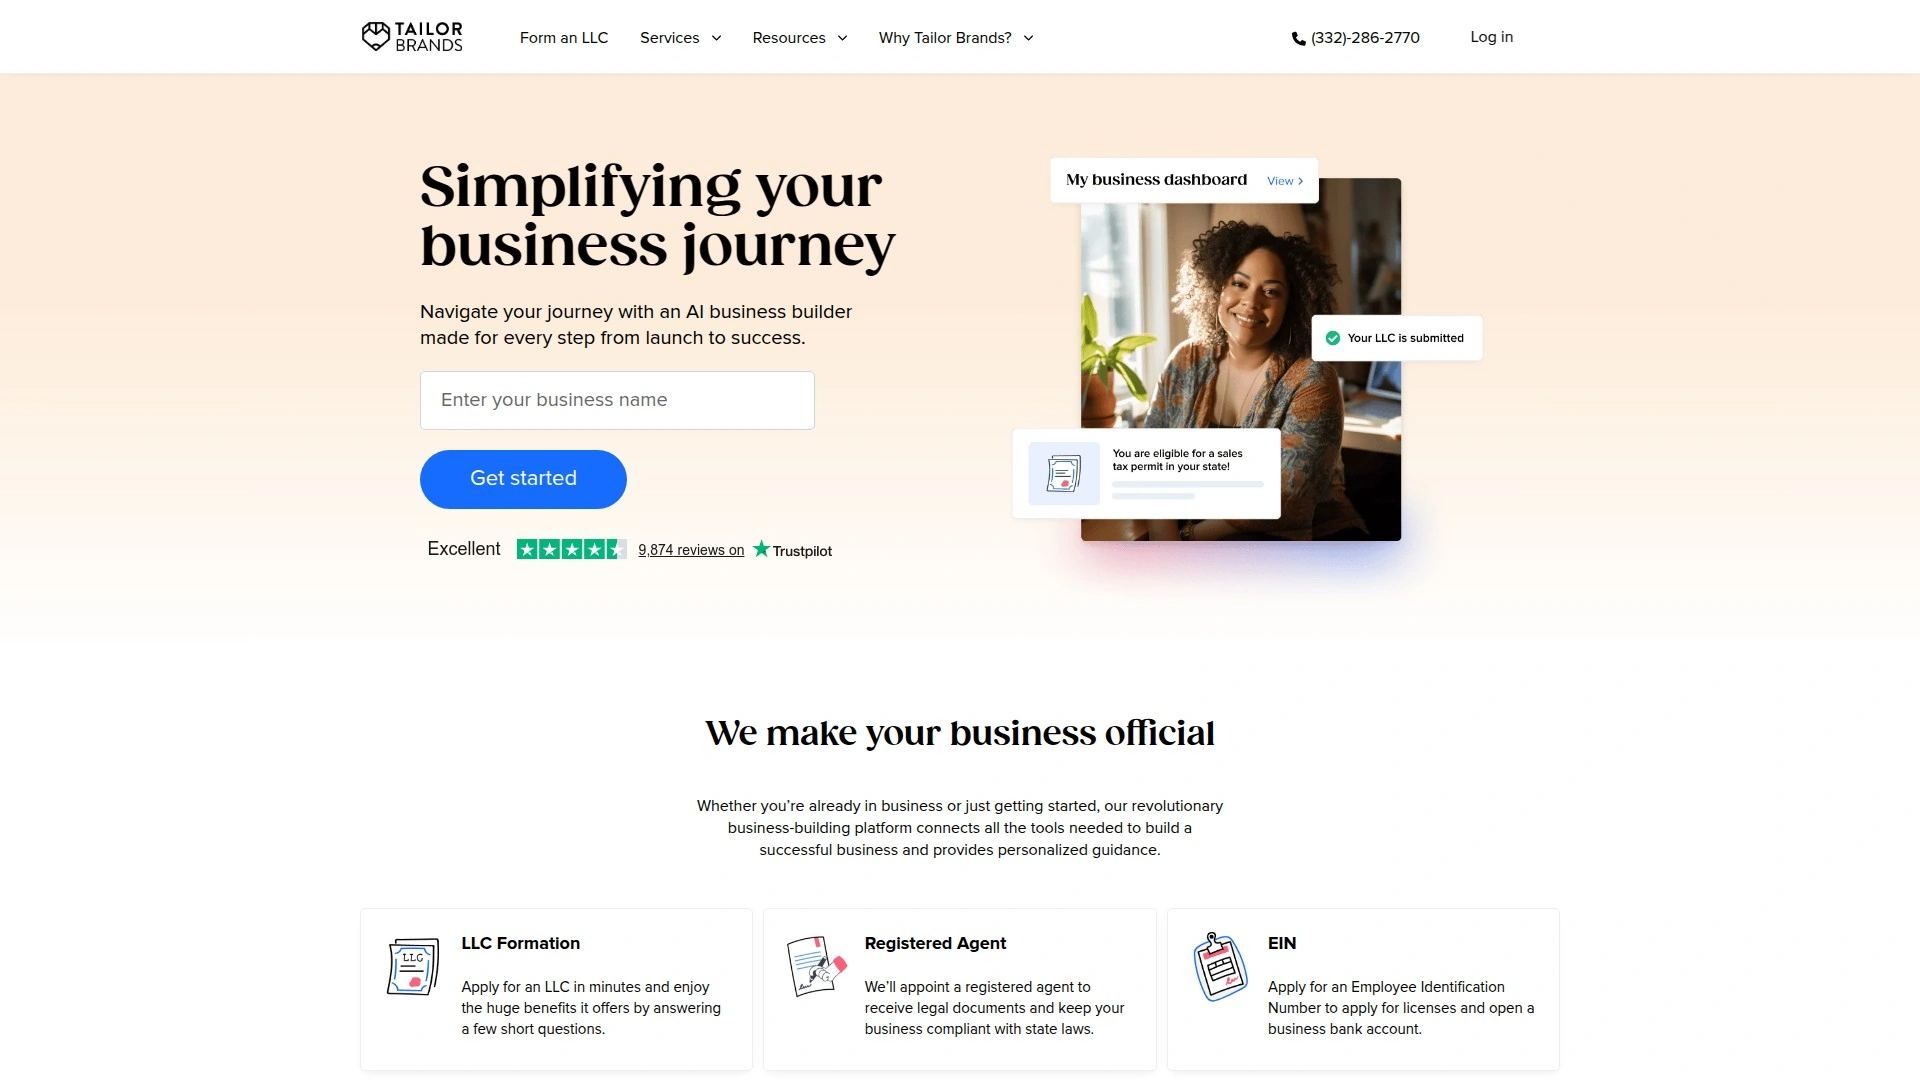 TAILOR
BRANDS
Form an LLC
Services
Resources
Why Tailor Brands?
(332)-286-2770
Log in
Simplifying your
business journey
Navigate your journey with an AI business builder
made for every step from launch to success.
Enter your business name
Get started
Excellent
9,874 reviews on
Trustpilot
My business dashboard
View >
Your LLC is submitted
You are eligible for a sales
tax permit in your state!
We make your business official
Whether you’re already in business or just getting started, our revolutionary
business-building platform connects all the tools needed to build a
successful business and provides personalized guidance.
LLC
LLC Formation
Apply for an LLC in minutes and enjoy
the huge benefits it offers by answering
a few short questions.
Registered Agent
We’ll appoint a registered agent to
receive legal documents and keep your
business compliant with state laws.
EIN
Apply for an Employee Identification
Number to apply for licenses and open a
business bank account.